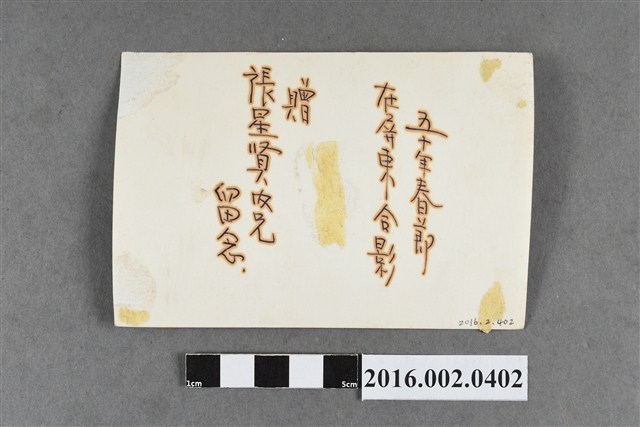 五十年春節
在屏東合影
贈
張星賢兄
留念.
2016.2.402
1cm
5cm
2016.002.0402